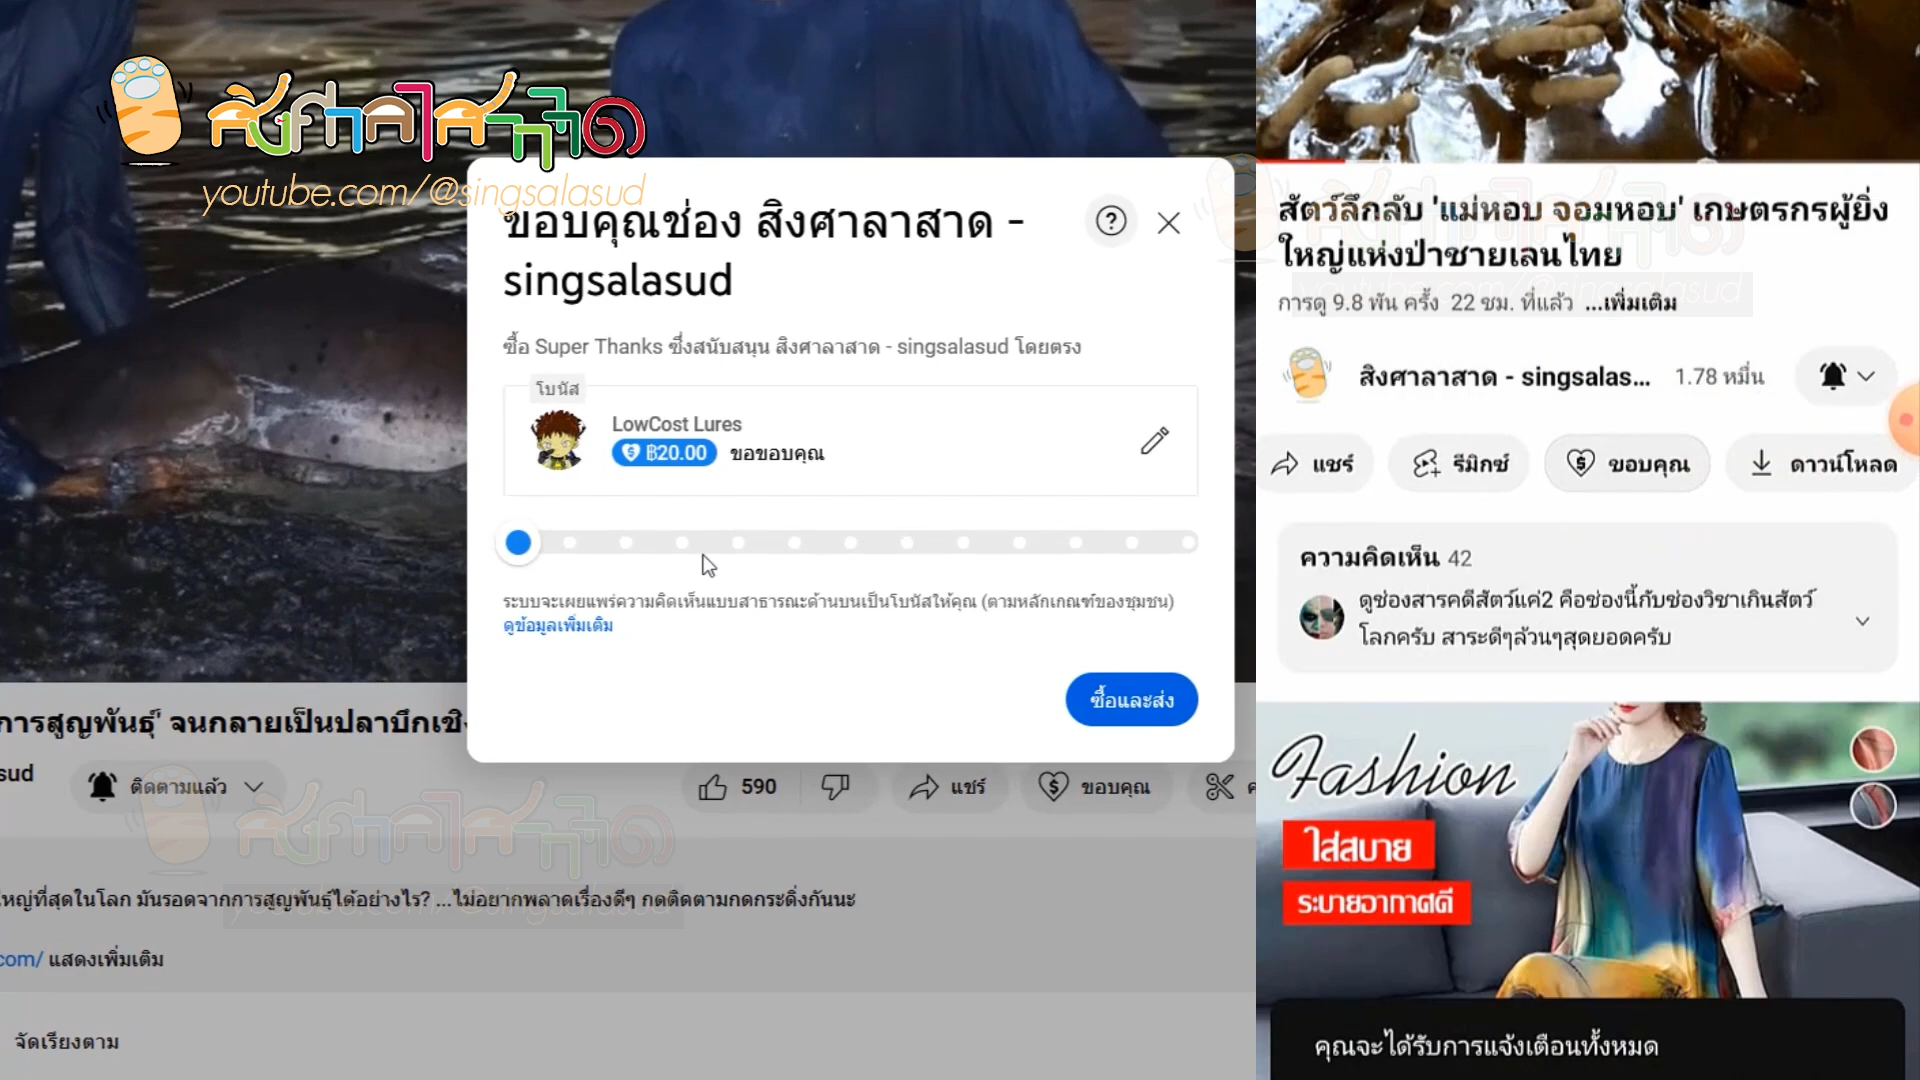 สิงศาลาสาด
youtube.com/@singsalasud
ขอบคุณช่อง สิงศาลาสาด -
singsalasud
ซื้อ Super Thanks ซึ่งสนับสนุน สิงศาลาสาด - singsalasud โดยตรง
โบนัส
LowCost Lures
฿20.00 ขอขอบคุณ
ระบบจะเผยแพร่ความคิดเห็นแบบสาธารณะด้านบนเป็นโบนัสให้คุณ (ตามหลักเกณฑ์ของชุมชน)
ดูข้อมูลเพิ่มเติม
ซื้อและส่ง
การสูญพันธุ์' จนกลายเป็นปลาบึกเชิง
sud
ติดตามแล้ว
590
แชร์
ขอบคุณ
สิงศาลาสาด
youtube.com/@singsalasud
ใหญ่ที่สุดในโลก มันรอดจากการสูญพันธุ์ได้อย่างไร? ...ไม่อยากพลาดเรื่องดีๆ กดติดตามกดกระดิ่งกันนะ
com/ แสดงเพิ่มเติม
จัดเรียงตาม
สัตว์ลึกลับ 'แม่หอบ จอมหอบ' เกษตรกรผู้ยิ่ง
ใหญ่แห่งป่าชายเลนไทย
การดู 9.8 พัน ครั้ง 22 ชม. ที่แล้ว ...เพิ่มเติม
สิงศาลาสาด - singsalas... 1.78 หมื่น
แชร์
รีมิกซ์
ขอบคุณ
ดาวน์โหลด
ความคิดเห็น 42
ดูช่องสารคดีสัตว์แค่2 คือช่องนี้กับช่องวิชาเกินสัตว์
โลกครับ สาระดีๆล้วนๆสุดยอดครับ
Fashion
ใส่สบาย
ระบายอากาศดี
คุณจะได้รับการแจ้งเตือนทั้งหมด